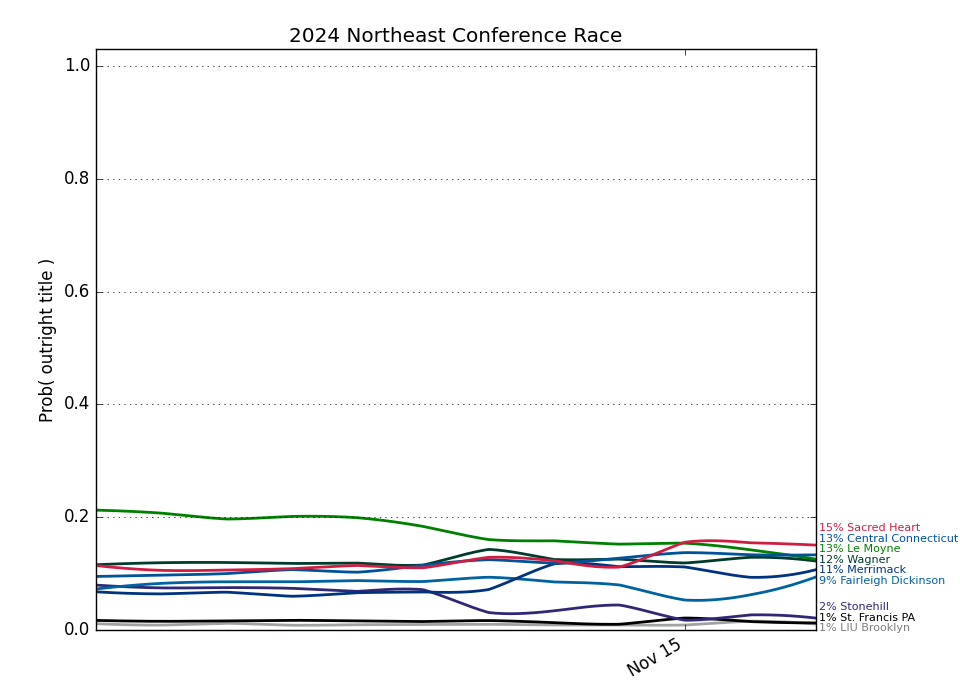 2024 Northeast Conference Race
Prob( outright title )
1.0
0.8
0.6
0.4
0.2
0.0
Nov 15
15% Sacred Heart
13% Central Connecticut
13% Le Moyne
12% Wagner
11% Merrimack
9% Fairleigh Dickinson
2% Stonehill
1% St. Francis PA
1% LIU Brooklyn